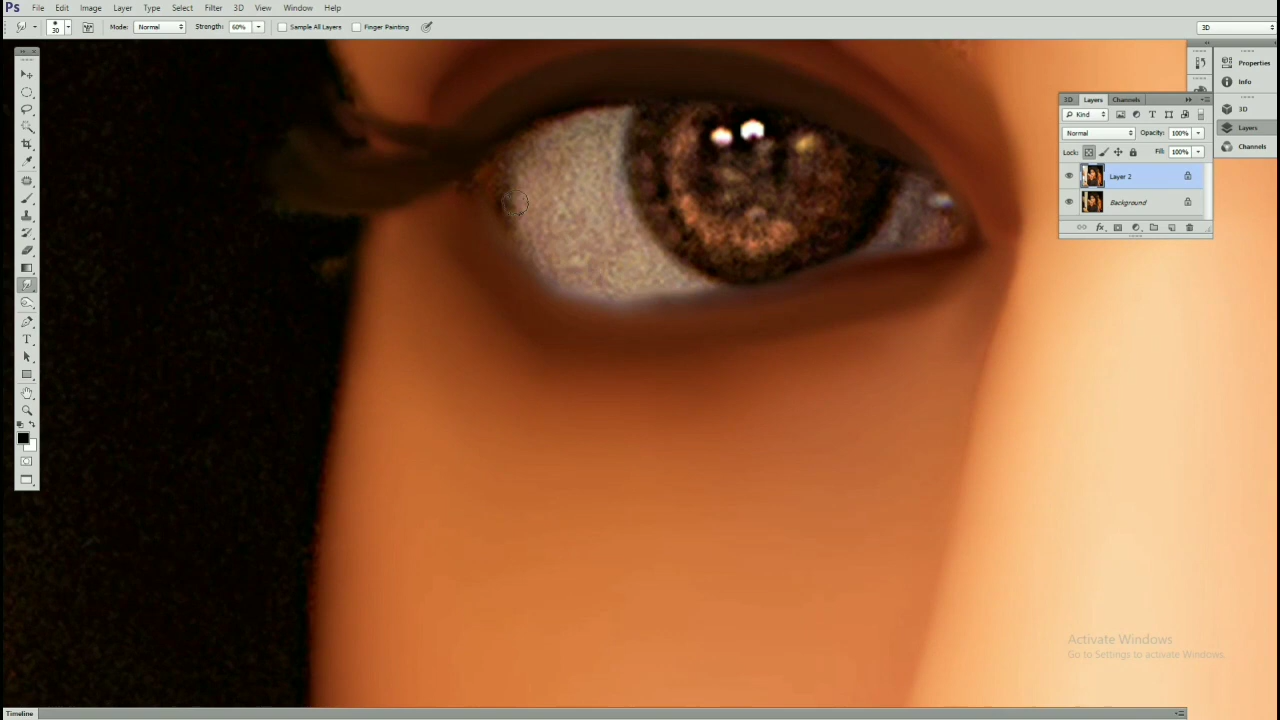 Ps File Edit Image Layer Type Select Filter 3D View Window Help
30 Mode: Normal Strength: 60% Sample All Layers Finger Painting 3D
Properties
Info
3D
Layers
Channels
3D Layers Channels
Kind
Normal Opacity: 100%
Lock: Fill: 100%
Layer 2
Background
fx
T
Activate Windows
Go to Settings to activate Windows.
Timeline